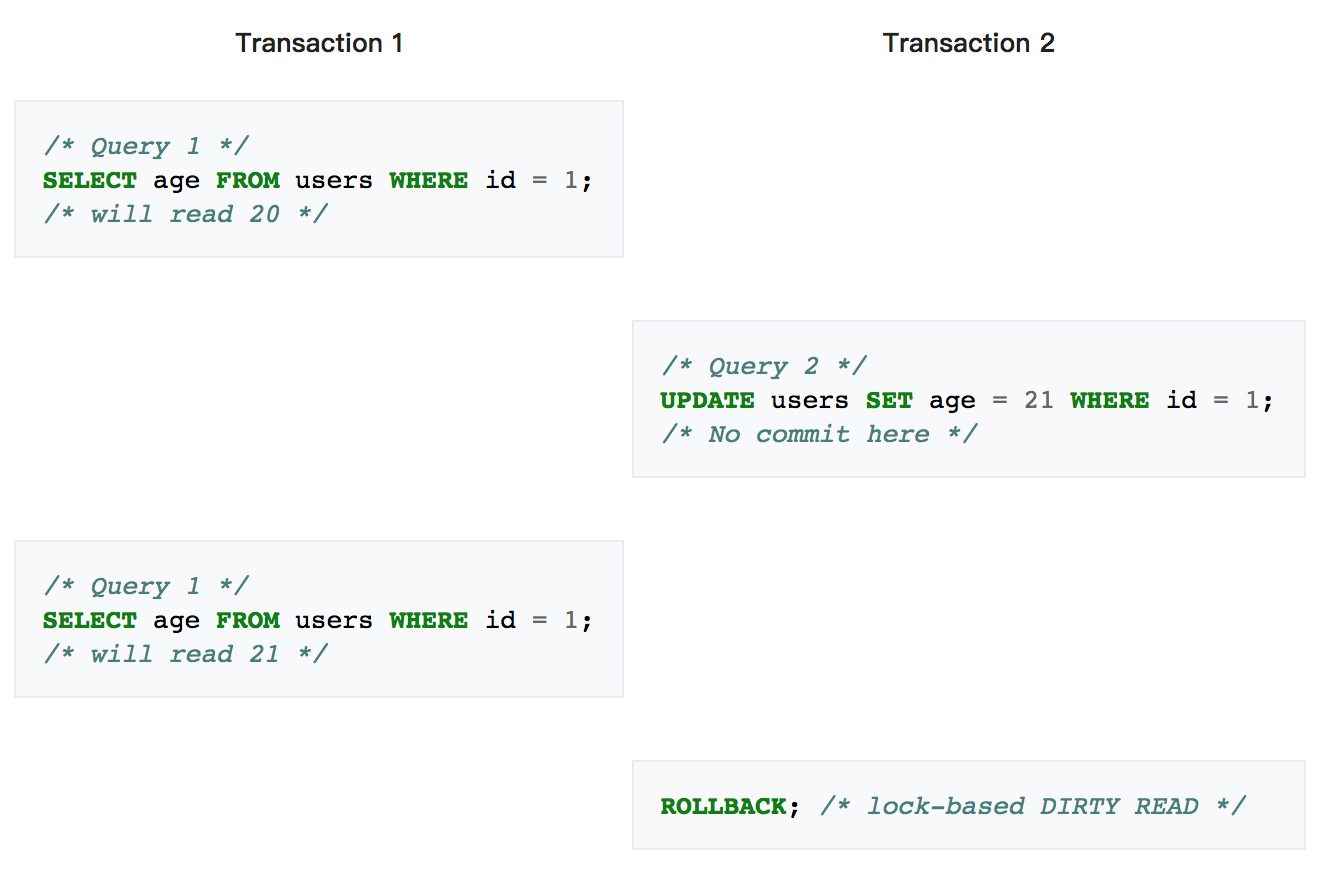 Transaction 1
Transaction 2
/* Query 1 */
SELECT age FROM users WHERE id = 1;
/* will read 20 */
/* Query 2 */
UPDATE users SET age = 21 WHERE id = 1;
/* No commit here */
/* Query 1 */
SELECT age FROM users WHERE id = 1;
/* will read 21 */
ROLLBACK; /* lock-based DIRTY READ */